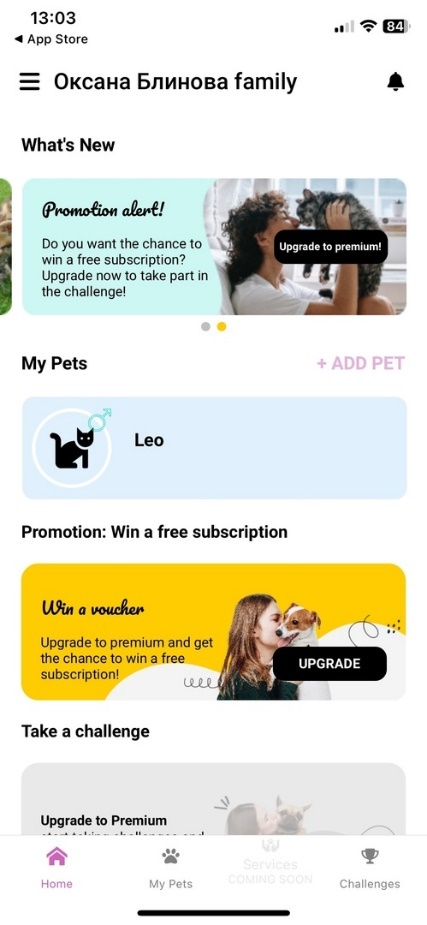 13:03
84
◀ App Store
Оксана Блинова family
What's New
Promotion alert!
Do you want the chance to
win a free subscription?
Upgrade now to take part in
the challenge!
Upgrade to premium!
My Pets
+ ADD PET
Leo
Promotion: Win a free subscription
Win a voucher
Upgrade to premium and get
the chance to win a free
subscription!
UPGRADE
Take a challenge
Upgrade to Premium
start taking challenges and
Home
My Pets
Services
COMING SOON
Challenges